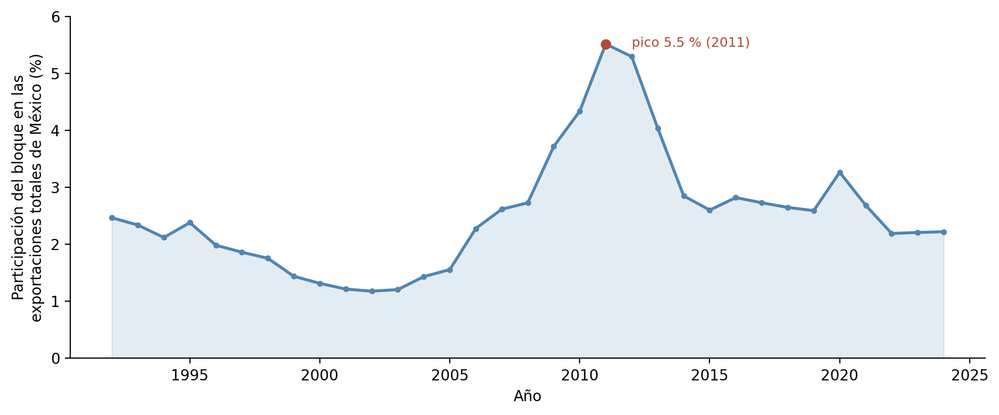 Participación del bloque en las
exportaciones totales de México (%)
6
5
4
3
2
1
0
pico 5.5 % (2011)
1995 2000 2005 2010 2015 2020 2025
Año